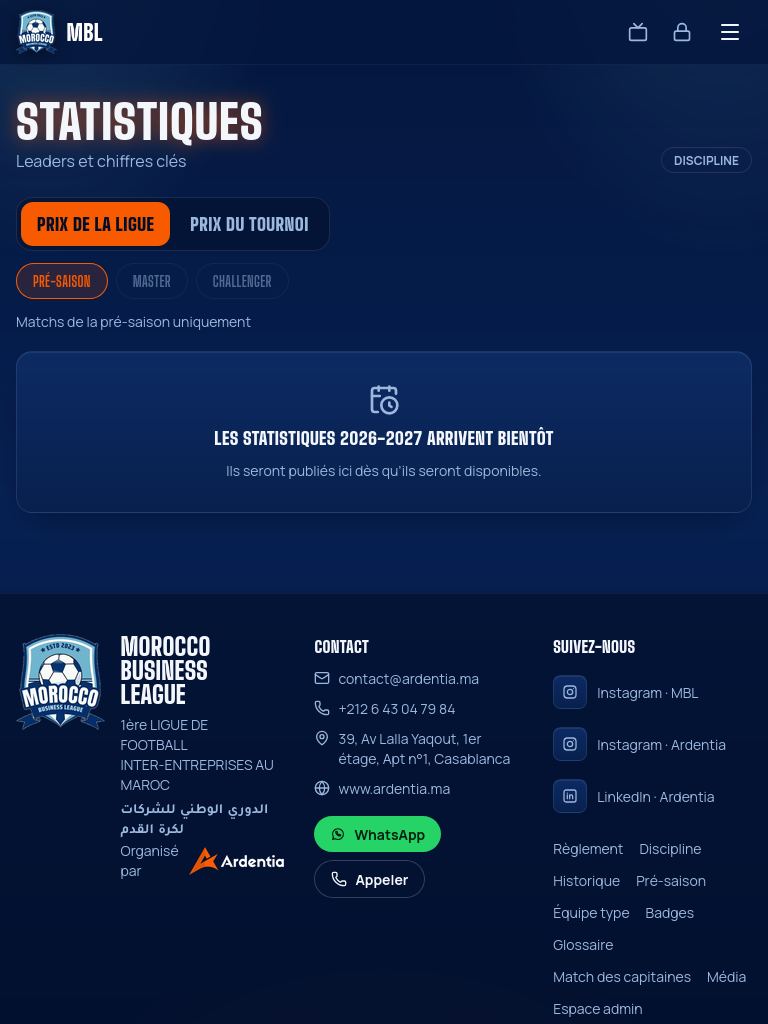 MOROCCO
MBL
STATISTIQUES
Leaders et chiffres clés
DISCIPLINE
PRIX DE LA LIGUE
PRIX DU TOURNOI
PRÉ-SAISON
MASTER
CHALLENGER
Matchs de la pré-saison uniquement
LES STATISTIQUES 2026-2027 ARRIVENT BIENTÔT
Ils seront publiés ici dès qu'ils seront disponibles.
ESTD 2023
MOROCCO
BUSINESS LEAGUE
MOROCCO
BUSINESS
LEAGUE
1ère LIGUE DE
FOOTBALL
INTER-ENTREPRISES AU
MAROC
الدوري الوطني للشركات
لكرة القدم
Organisé
par
Ardentia
CONTACT
contact@ardentia.ma
+212 6 43 04 79 84
39, Av Lalla Yaqout, 1er
étage, Apt n°1, Casablanca
www.ardentia.ma
WhatsApp
Appeler
SUIVEZ-NOUS
Instagram · MBL
Instagram · Ardentia
LinkedIn · Ardentia
Règlement Discipline
Historique Pré-saison
Équipe type Badges
Glossaire
Match des capitaines Média
Espace admin